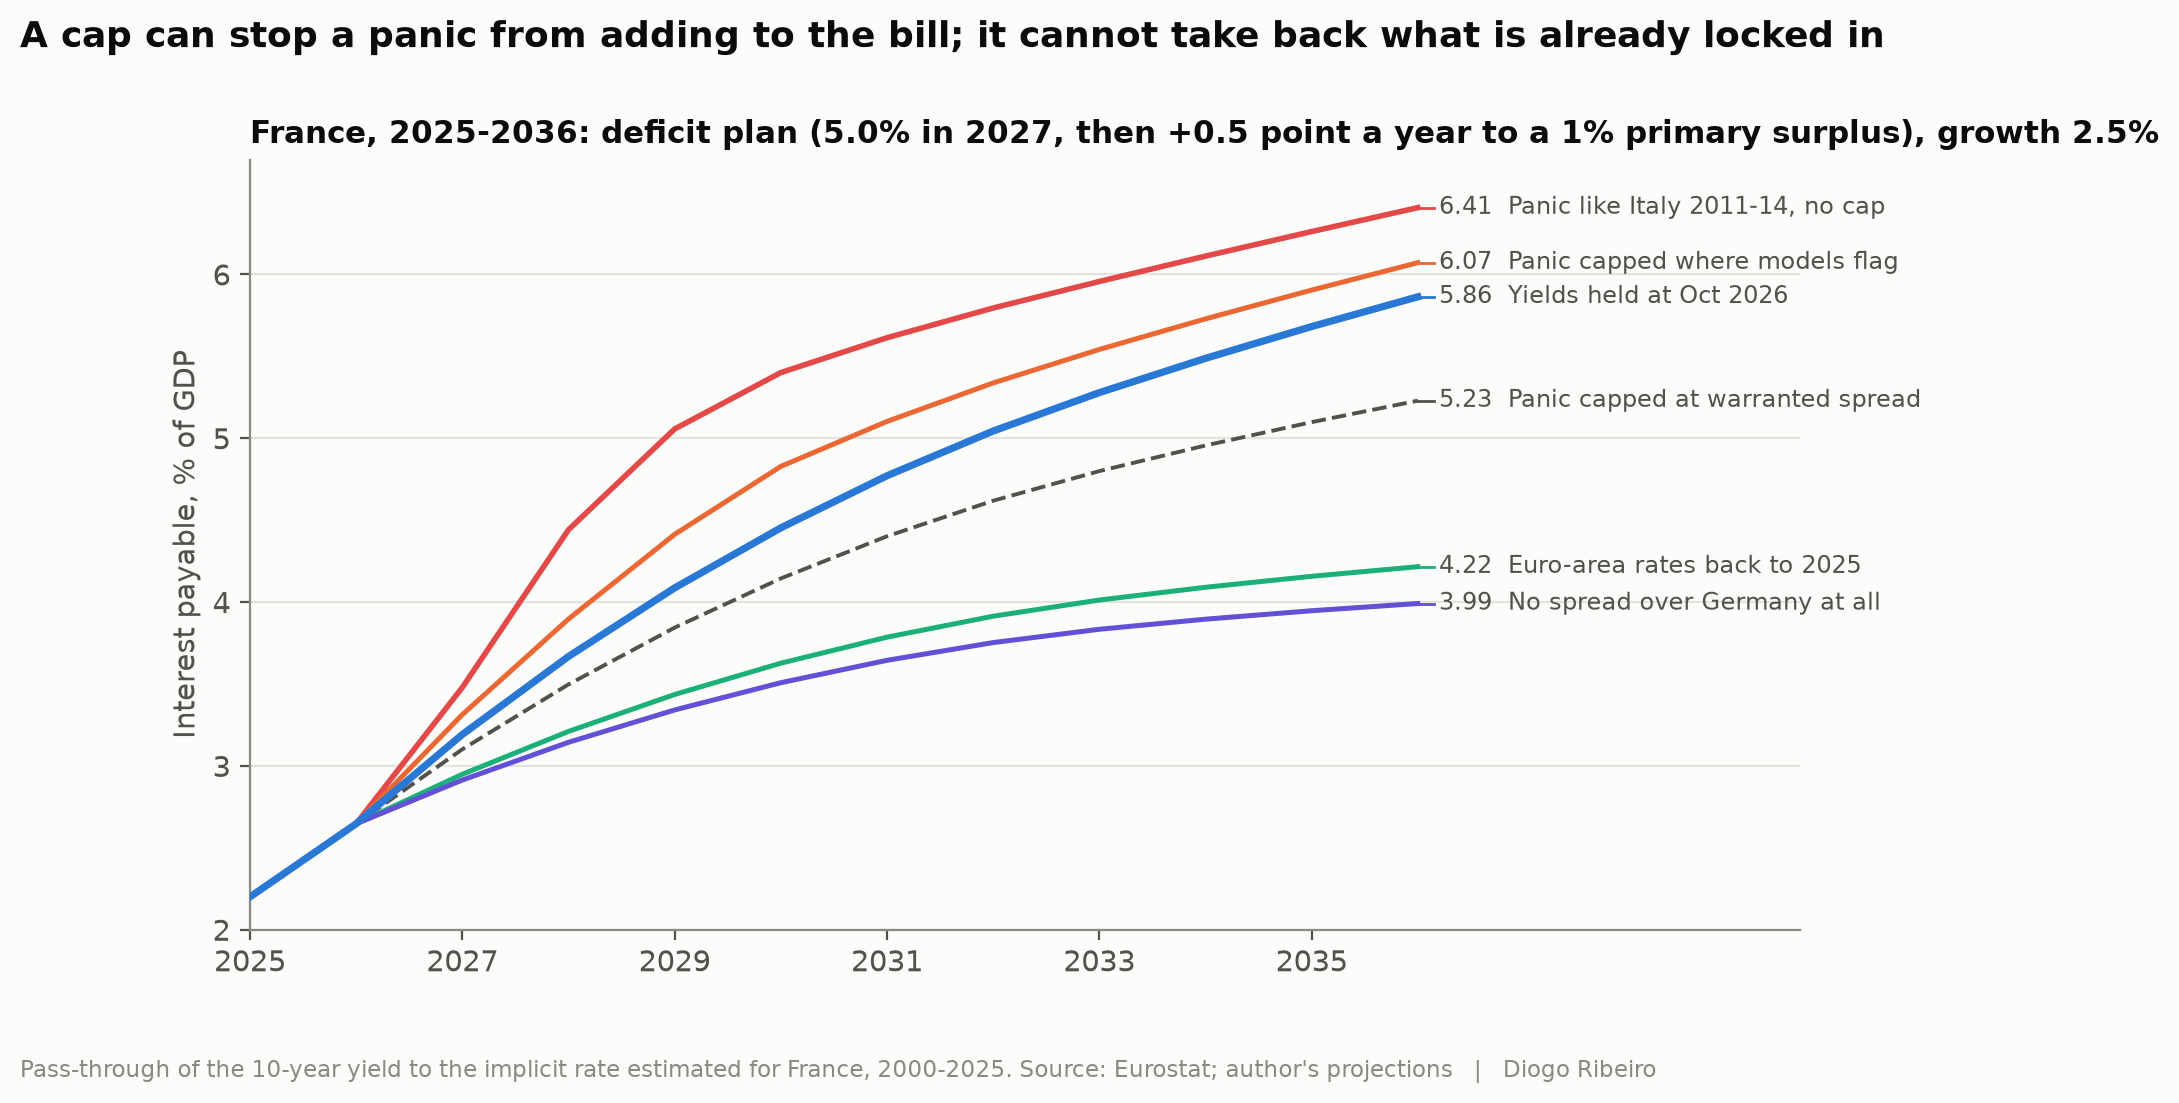 A cap can stop a panic from adding to the bill; it cannot take back what is already locked in
France, 2025-2036: deficit plan (5.0% in 2027, then +0.5 point a year to a 1% primary surplus), growth 2.5%
Interest payable, % of GDP
6
5
4
3
2
6.41 Panic like Italy 2011-14, no cap
6.07 Panic capped where models flag
5.86 Yields held at Oct 2026
5.23 Panic capped at warranted spread
4.22 Euro-area rates back to 2025
3.99 No spread over Germany at all
2025 2027 2029 2031 2033 2035
Pass-through of the 10-year yield to the implicit rate estimated for France, 2000-2025. Source: Eurostat; author's projections | Diogo Ribeiro